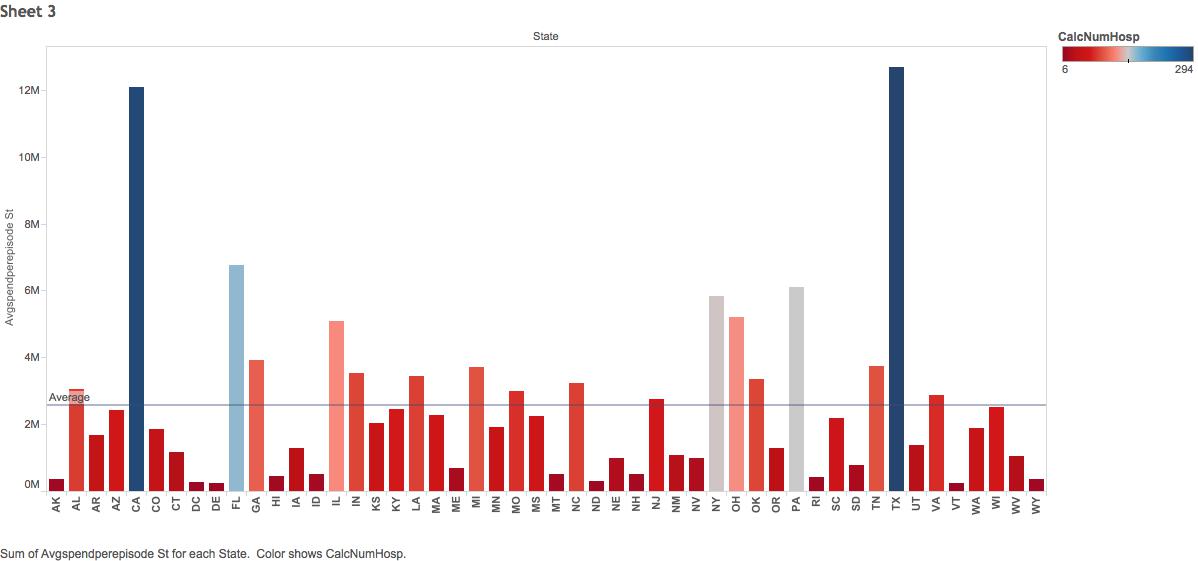 Sheet 3
State
CalcNumHosp
6 294
12M
10M
8M
6M
4M
2M
0M
Avgspendperepisode St
Average
AK AL AR AZ CA CO CT DC DE FL GA HI IA ID IL IN KS KY LA MA ME MI MN MO MS MT NC ND NE NH NJ NM NV NY OH OK OR PA RI SC SD TN TX UT VA VT WA WI WV WY
Sum of Avgspendperepisode St for each State.  Color shows CalcNumHosp.